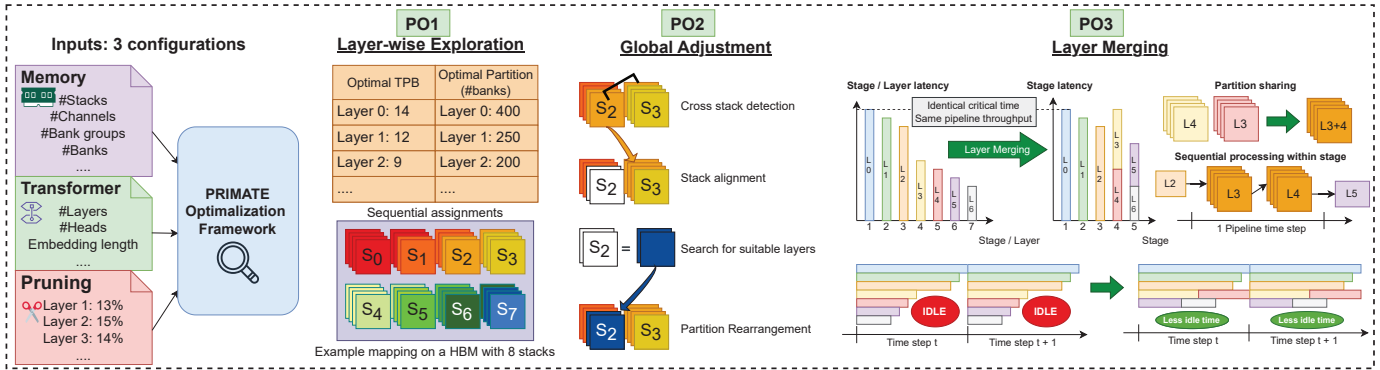 Inputs: 3 configurations
Memory
#Stacks
#Channels
#Bank groups
#Banks
....
Transformer
#Layers
#Heads
Embedding length
....
Pruning
Layer 1: 13%
Layer 2: 15%
Layer 3: 14%
....
PRIMATE
Optimalization
Framework
PO1
Layer-wise Exploration
Optimal TPB
Optimal Partition
(#banks)
Layer 0: 14
Layer 0: 400
Layer 1: 12
Layer 1: 250
Layer 2: 9
Layer 2: 200
....
....
Sequential assignments
S0 S1 S2 S3
S4 S5 S6 S7
Example mapping on a HBM with 8 stacks
PO2
Global Adjustment
S2 S3
Cross stack detection
S2 S3
Stack alignment
S2 =
Search for suitable layers
S2 S3
Partition Rearrangement
PO3
Layer Merging
Stage / Layer latency
Identical critical time
Same pipeline throughput
Layer Merging
L0 L1 L2 L3 L4 L5 L6
1 2 3 4 5 6 7
Stage / Layer
Stage latency
L0 L1 L2 L3 L4 L5 L6
1 2 3 4 5
Stage
Partition sharing
L4 L3 L3+4
Sequential processing within stage
L2 L3 L4 L5
1 Pipeline time step
IDLE IDLE
Time step t Time step t + 1
Less idle time Less idle time
Time step t Time step t + 1